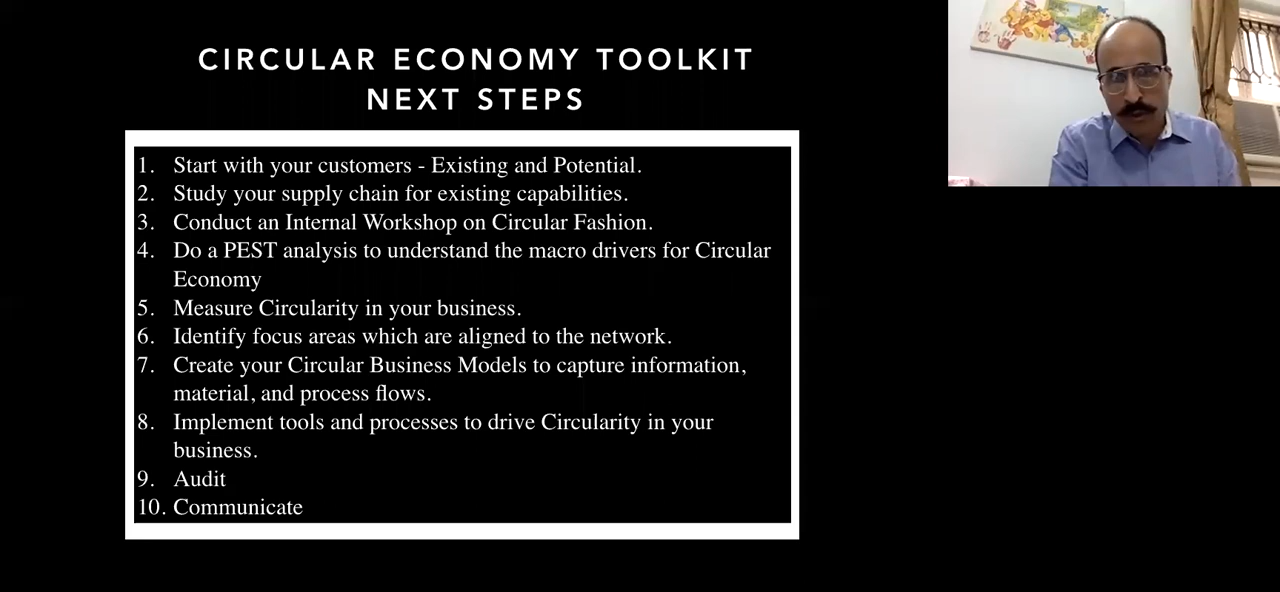 CIRCULAR ECONOMY TOOLKIT
NEXT STEPS
1. Start with your customers - Existing and Potential.
2. Study your supply chain for existing capabilities.
3. Conduct an Internal Workshop on Circular Fashion.
4. Do a PEST analysis to understand the macro drivers for Circular
Economy
5. Measure Circularity in your business.
6. Identify focus areas which are aligned to the network.
7. Create your Circular Business Models to capture information,
material, and process flows.
8. Implement tools and processes to drive Circularity in your
business.
9. Audit
10. Communicate